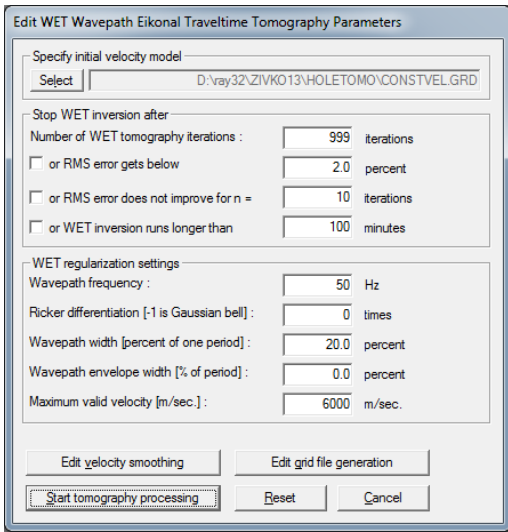 Edit WET Wavepath Eikonal Traveltime Tomography Parameters
Specify initial velocity model
Select D:\ray32\ZIVKO13\HOLETOMO\CONSTVEL.GRD
Stop WET inversion after
Number of WET tomography iterations : 999 iterations
or RMS error gets below 2.0 percent
or RMS error does not improve for n = 10 iterations
or WET inversion runs longer than 100 minutes
WET regularization settings
Wavepath frequency : 50 Hz
Ricker differentiation [-1 is Gaussian bell] : 0 times
Wavepath width [percent of one period] : 20.0 percent
Wavepath envelope width [% of period] : 0.0 percent
Maximum valid velocity [m/sec.] : 6000 m/sec.
Edit velocity smoothing Edit grid file generation
Start tomography processing Reset Cancel